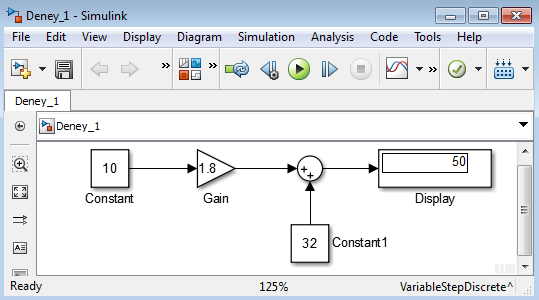 Deney_1 - Simulink
File Edit View Display Diagram Simulation Analysis Code Tools Help
Deney_1
Deney_1
10
Constant
1.8
Gain
50
Display
32
Constant1
Ready 125% VariableStepDiscrete^